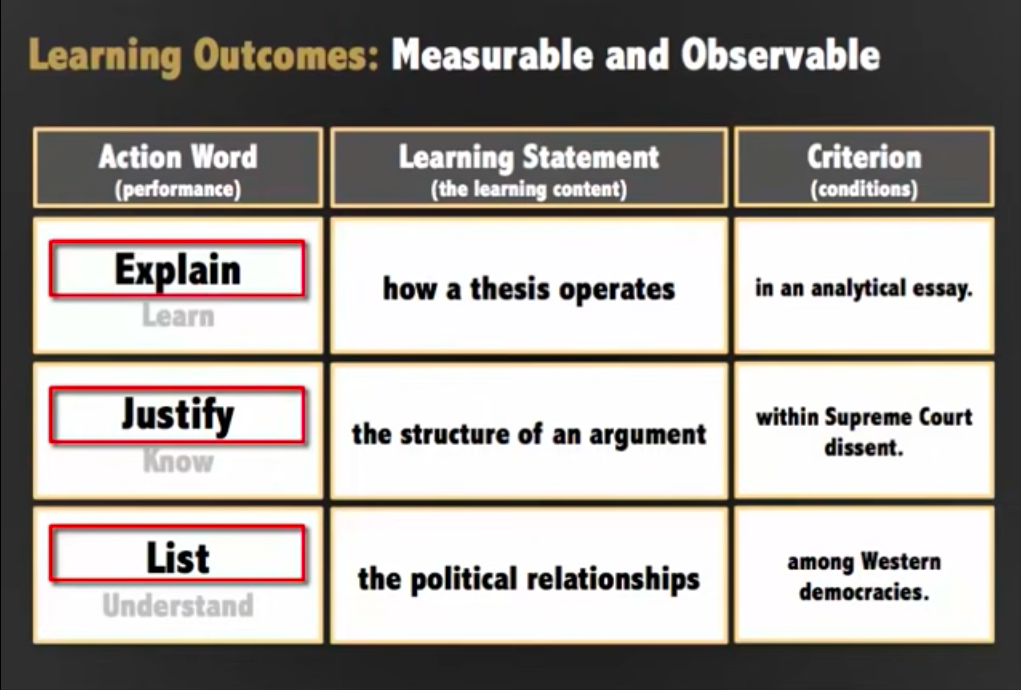 Learning Outcomes: Measurable and Observable
Action Word
(performance)
Learning Statement
(the learning content)
Criterion
(conditions)
Explain
Learn
how a thesis operates
in an analytical essay.
Justify
Know
the structure of an argument
within Supreme Court
dissent.
List
Understand
the political relationships
among Western
democracies.